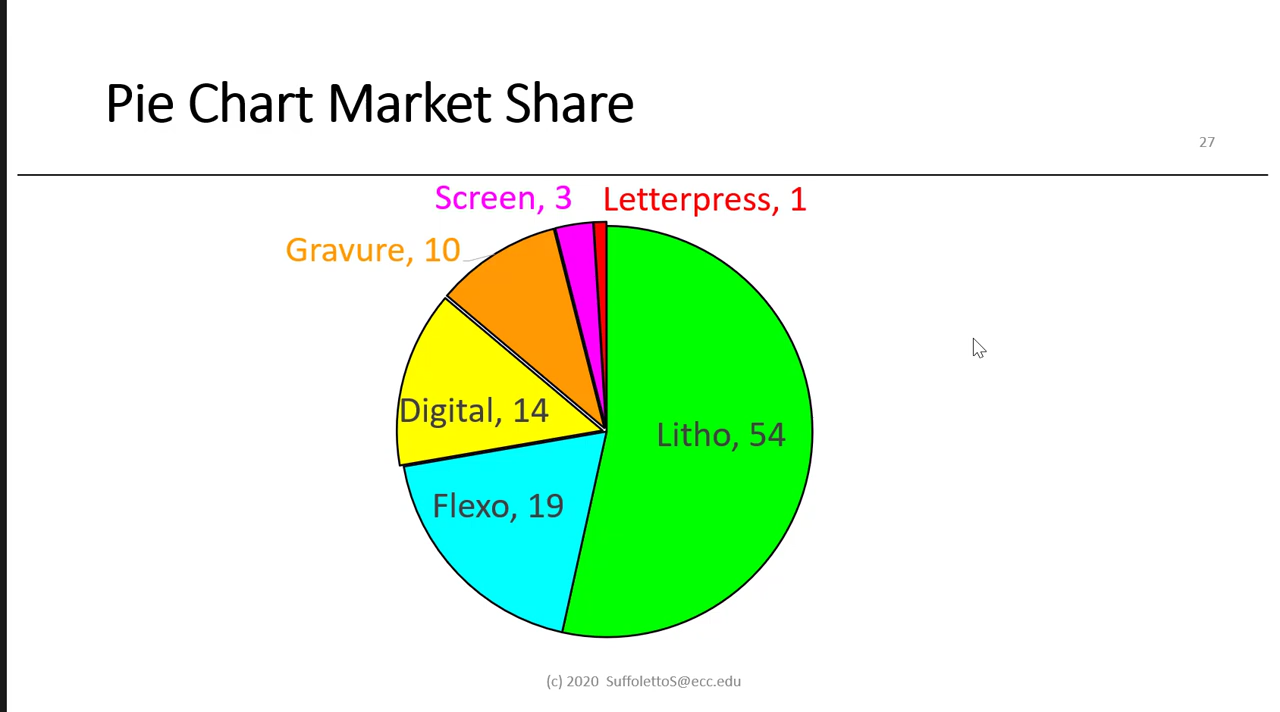 Pie Chart Market Share
27
Screen, 3
Letterpress, 1
Gravure, 10
Digital, 14
Litho, 54
Flexo, 19
(c) 2020 SuffolettoS@ecc.edu